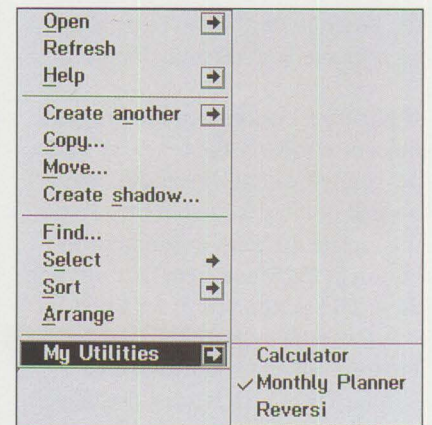 Open
Refresh
Help
Create another
Copy...
Move...
Create shadow...
Find...
Select
Sort
Arrange
My Utilities
Calculator
Monthly Planner
Reversi